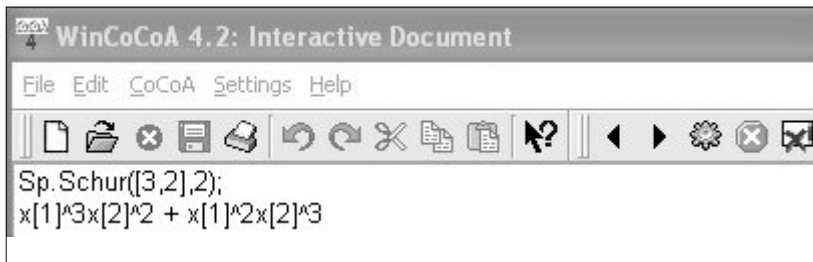 4 WinCoCoA 4.2: Interactive Document
File Edit CoCoA Settings Help
Sp.Schur([3,2],2);
x[1]^3x[2]^2 + x[1]^2x[2]^3